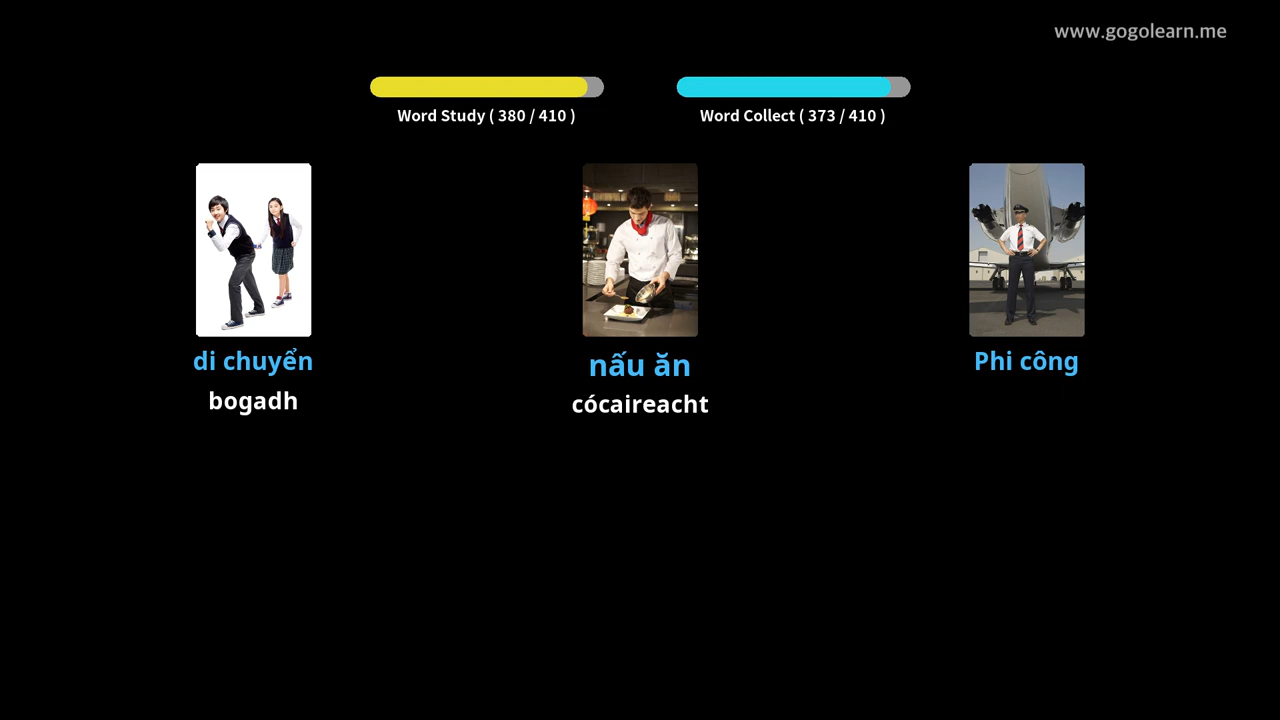 www.gogolearn.me
Word Study ( 380 / 410 )
Word Collect ( 373 / 410 )
di chuyển
bogadh
nấu ăn
cócaireacht
Phi công